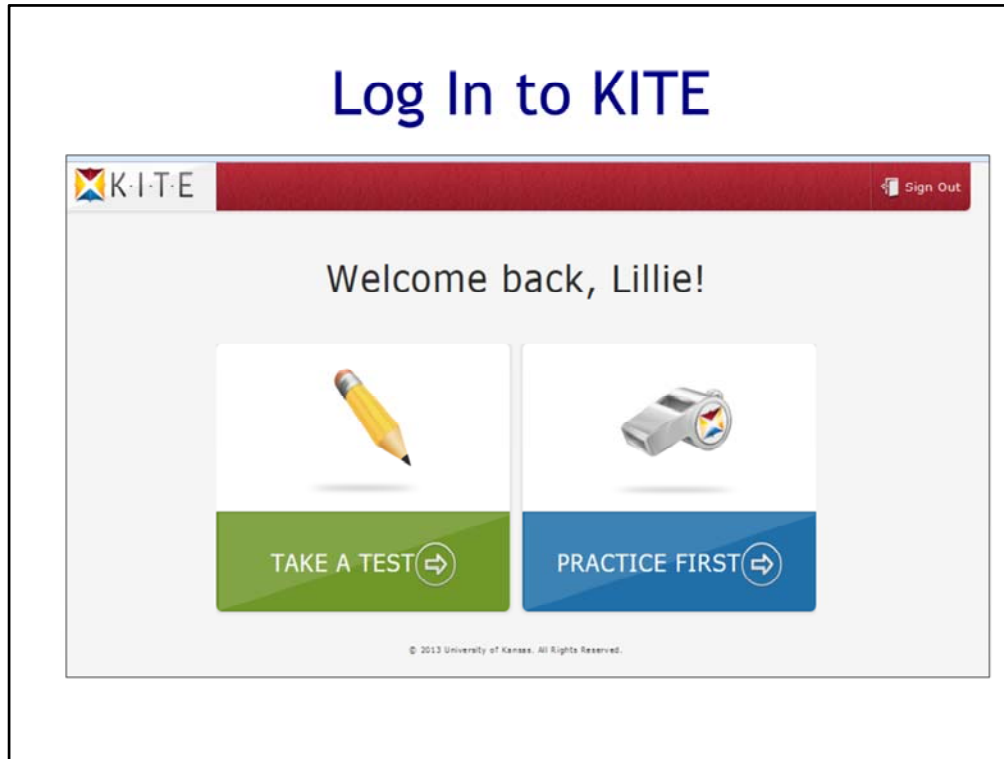 Log In to KITE
K·I·T·E
Sign Out
Welcome back, Lillie!
TAKE A TEST
PRACTICE FIRST
© 2013 University of Kansas. All Rights Reserved.